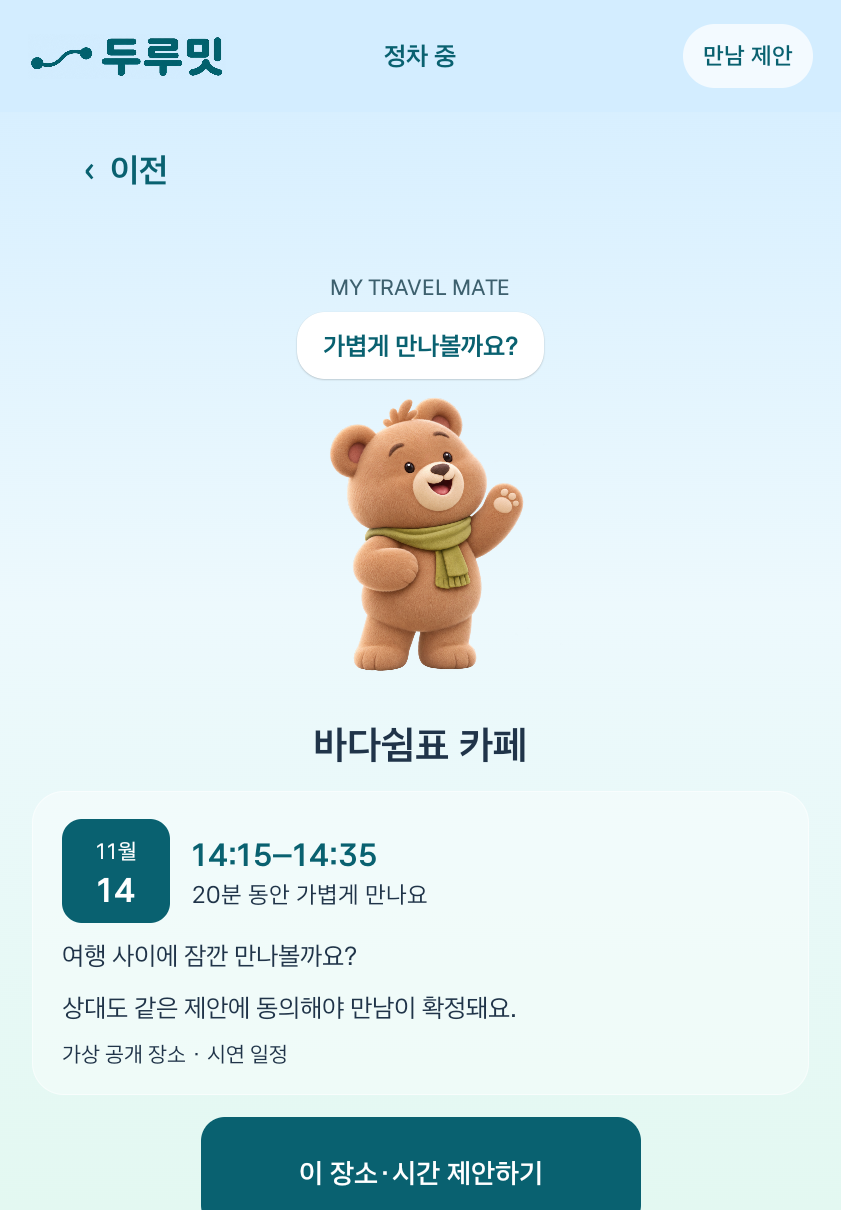 두루밋
정차 중
만남 제안
‹ 이전
MY TRAVEL MATE
가볍게 만나볼까요?
바다쉼표 카페
11월
14
14:15–14:35
20분 동안 가볍게 만나요
여행 사이에 잠깐 만나볼까요?
상대도 같은 제안에 동의해야 만남이 확정돼요.
가상 공개 장소 · 시연 일정
이 장소·시간 제안하기